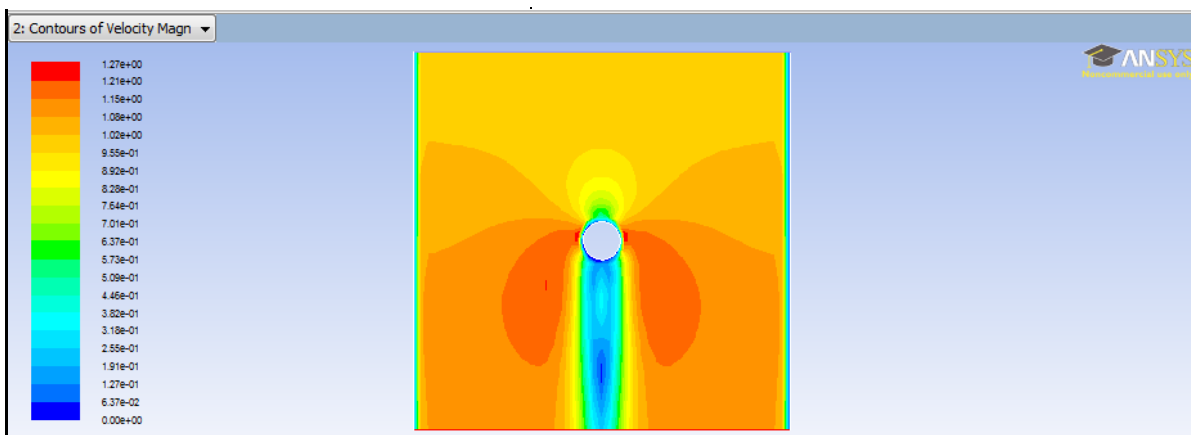 2: Contours of Velocity Magn
1.27e+00
1.21e+00
1.15e+00
1.08e+00
1.02e+00
9.55e-01
8.92e-01
8.28e-01
7.64e-01
7.01e-01
6.37e-01
5.73e-01
5.09e-01
4.46e-01
3.82e-01
3.18e-01
2.55e-01
1.91e-01
1.27e-01
6.37e-02
0.00e+00
ANSYS
Noncommercial use only